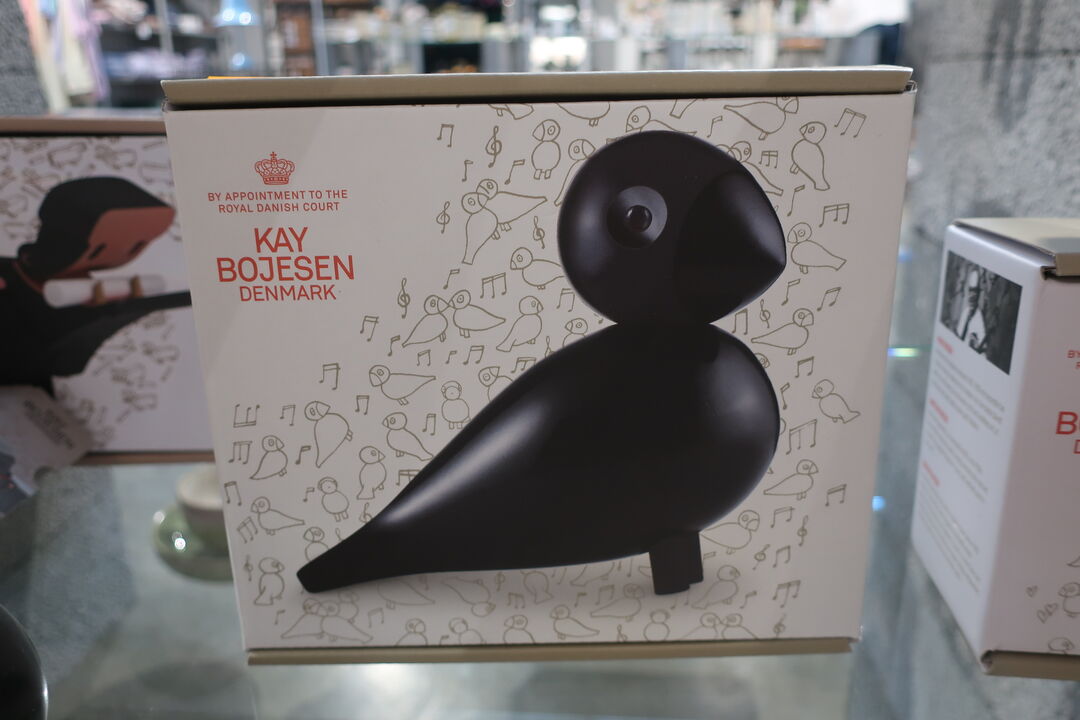 BY APPOINTMENT TO THE
ROYAL DANISH COURT
KAY
BOJESEN
DENMARK